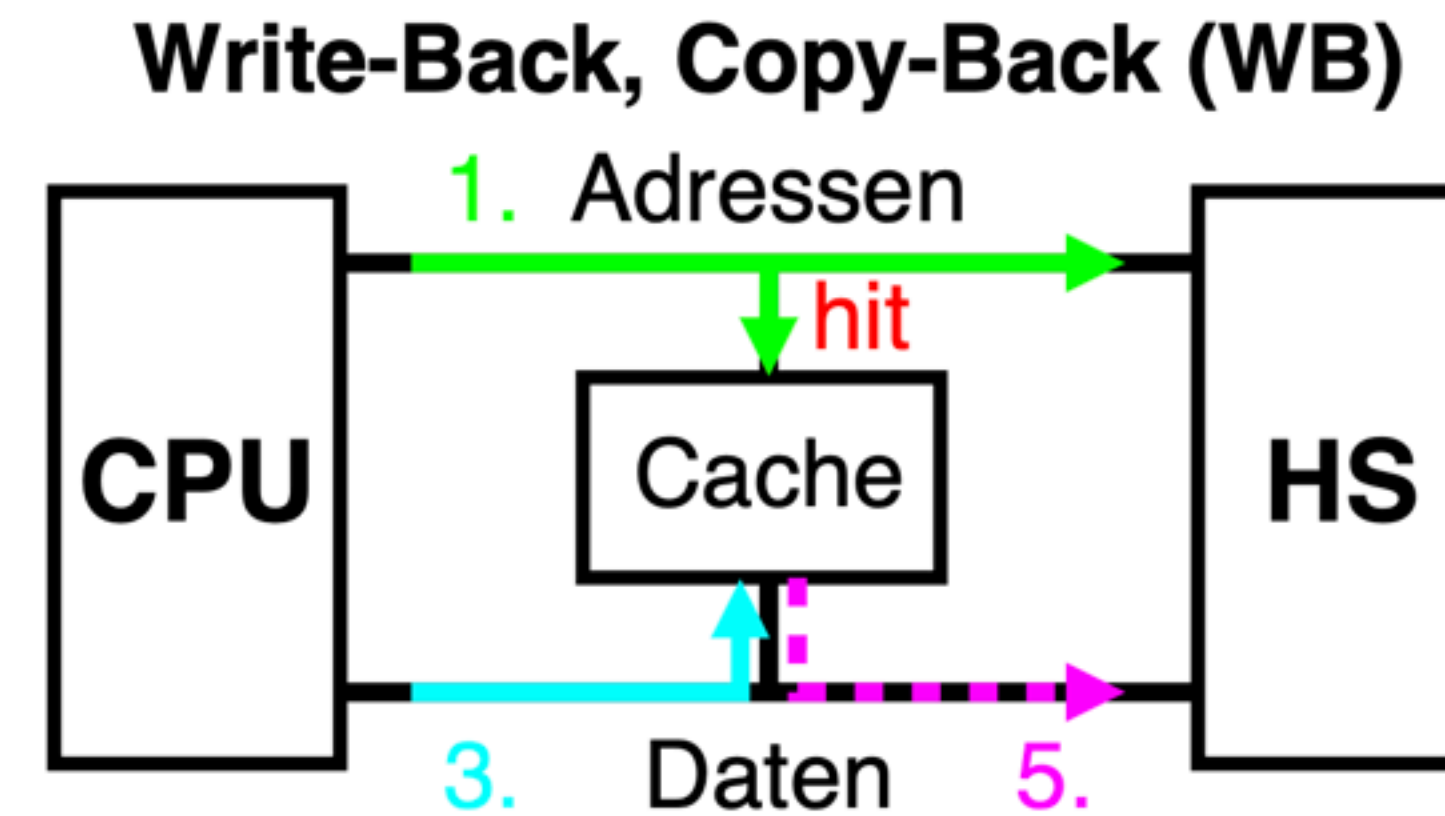 Write-Back, Copy-Back (WB)
1. Adressen
hit
CPU
Cache
HS
3. Daten 5.